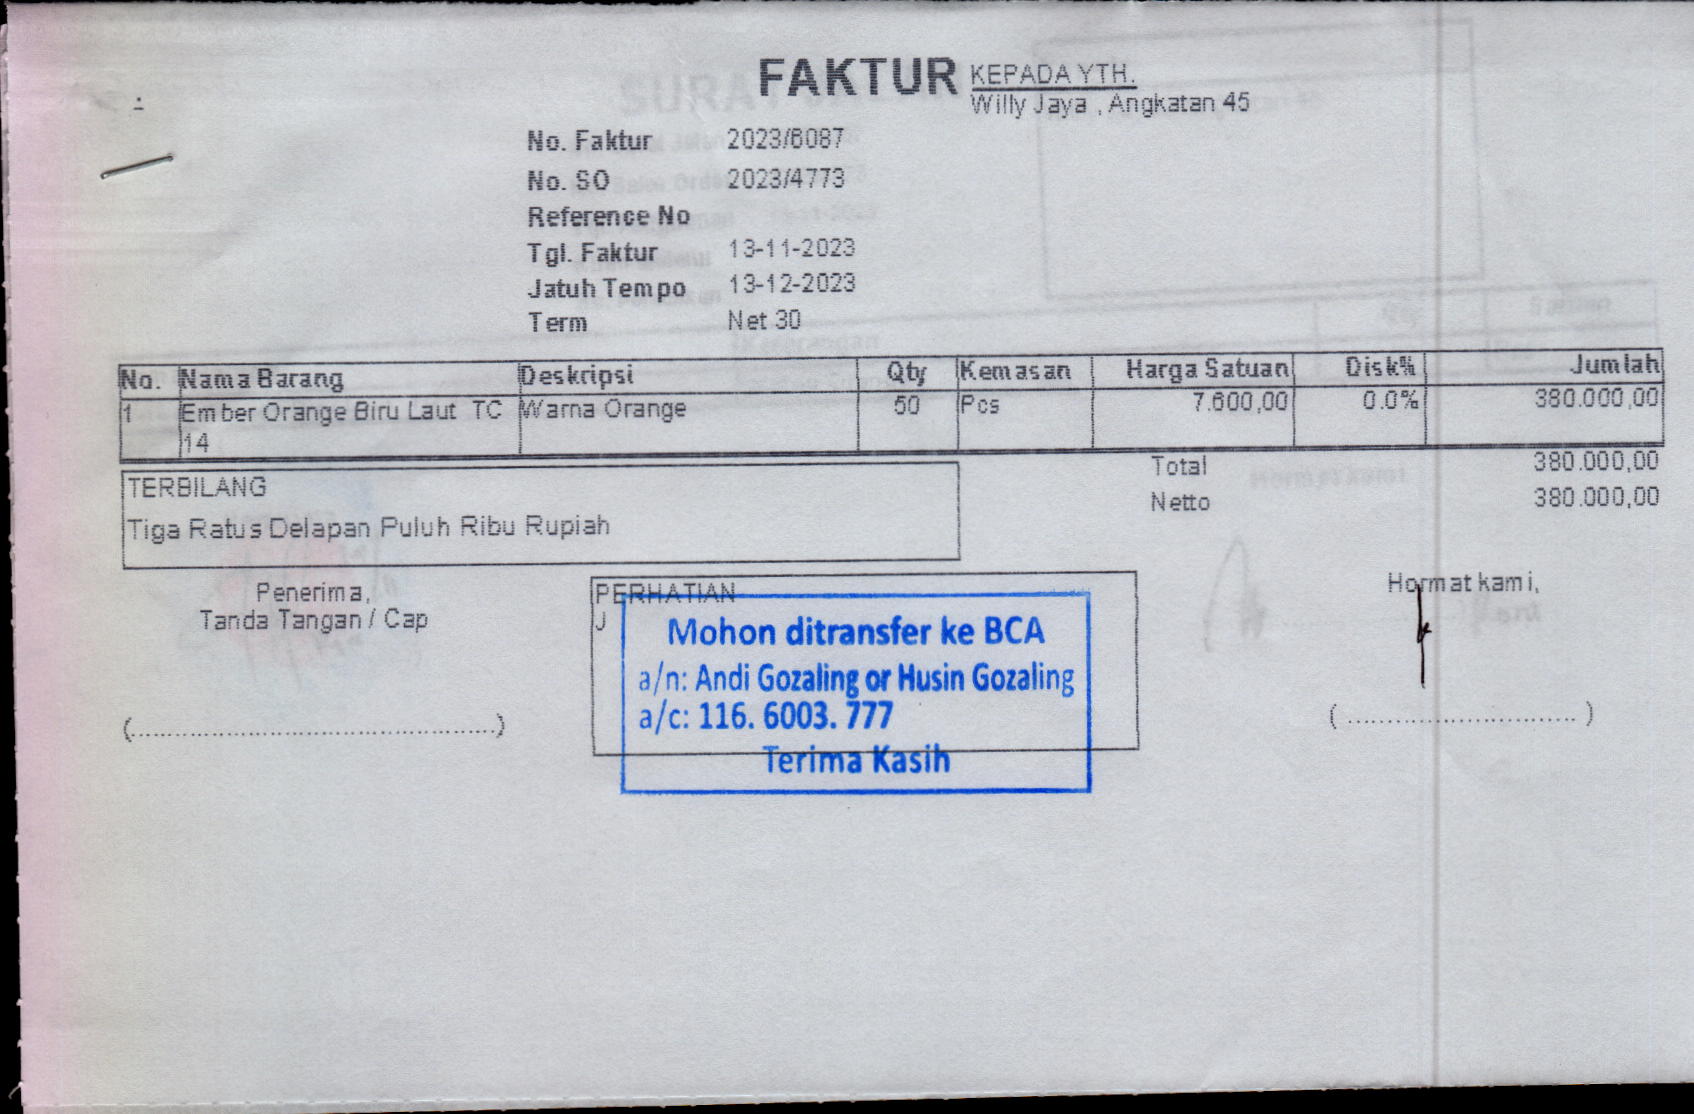 FAKTUR
KEPADA YTH.
Willy Jaya , Angkatan 45
No. Faktur 2023/6087
No. SO 2023/4773
Reference No
Tgl. Faktur 13-11-2023
Jatuh Tempo 13-12-2023
Term Net 30
No. Nama Barang Deskripsi Qty Kemasan Harga Satuan Disk% Jumlah
1 Ember Orange Biru Laut TC Warna Orange 50 Pcs 7.600,00 0.0% 380.000,00
14
Total 380.000,00
Netto 380.000,00
TERBILANG
Tiga Ratus Delapan Puluh Ribu Rupiah
Penerima,
Tanda Tangan / Cap
(..................................................)
PERHATIAN
J
Mohon ditransfer ke BCA
a/n: Andi Gozaling or Husin Gozaling
a/c: 116. 6003. 777
Terima Kasih
Hormat kami,
( ............................... )